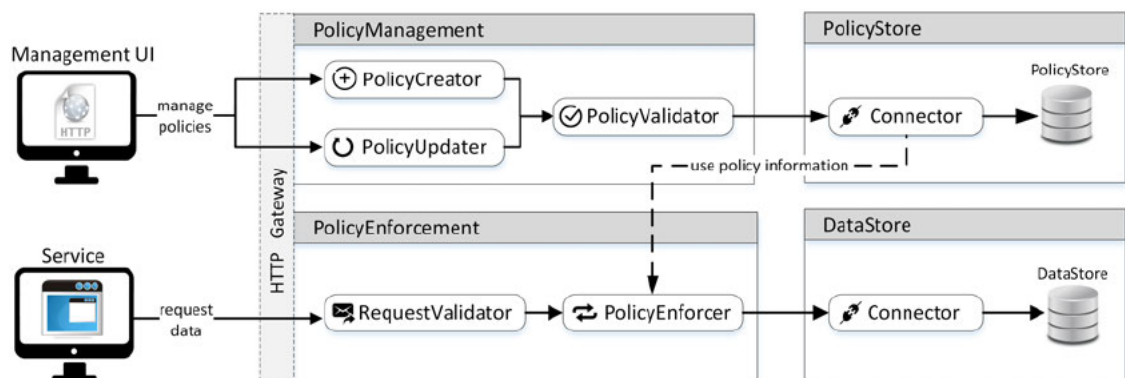 PolicyManagement
PolicyStore
Management UI
HTTP
manage
policies
PolicyCreator
PolicyUpdater
PolicyValidator
Connector
PolicyStore
use policy information
HTTP Gateway
PolicyEnforcement
DataStore
Service
request
data
RequestValidator
PolicyEnforcer
Connector
DataStore